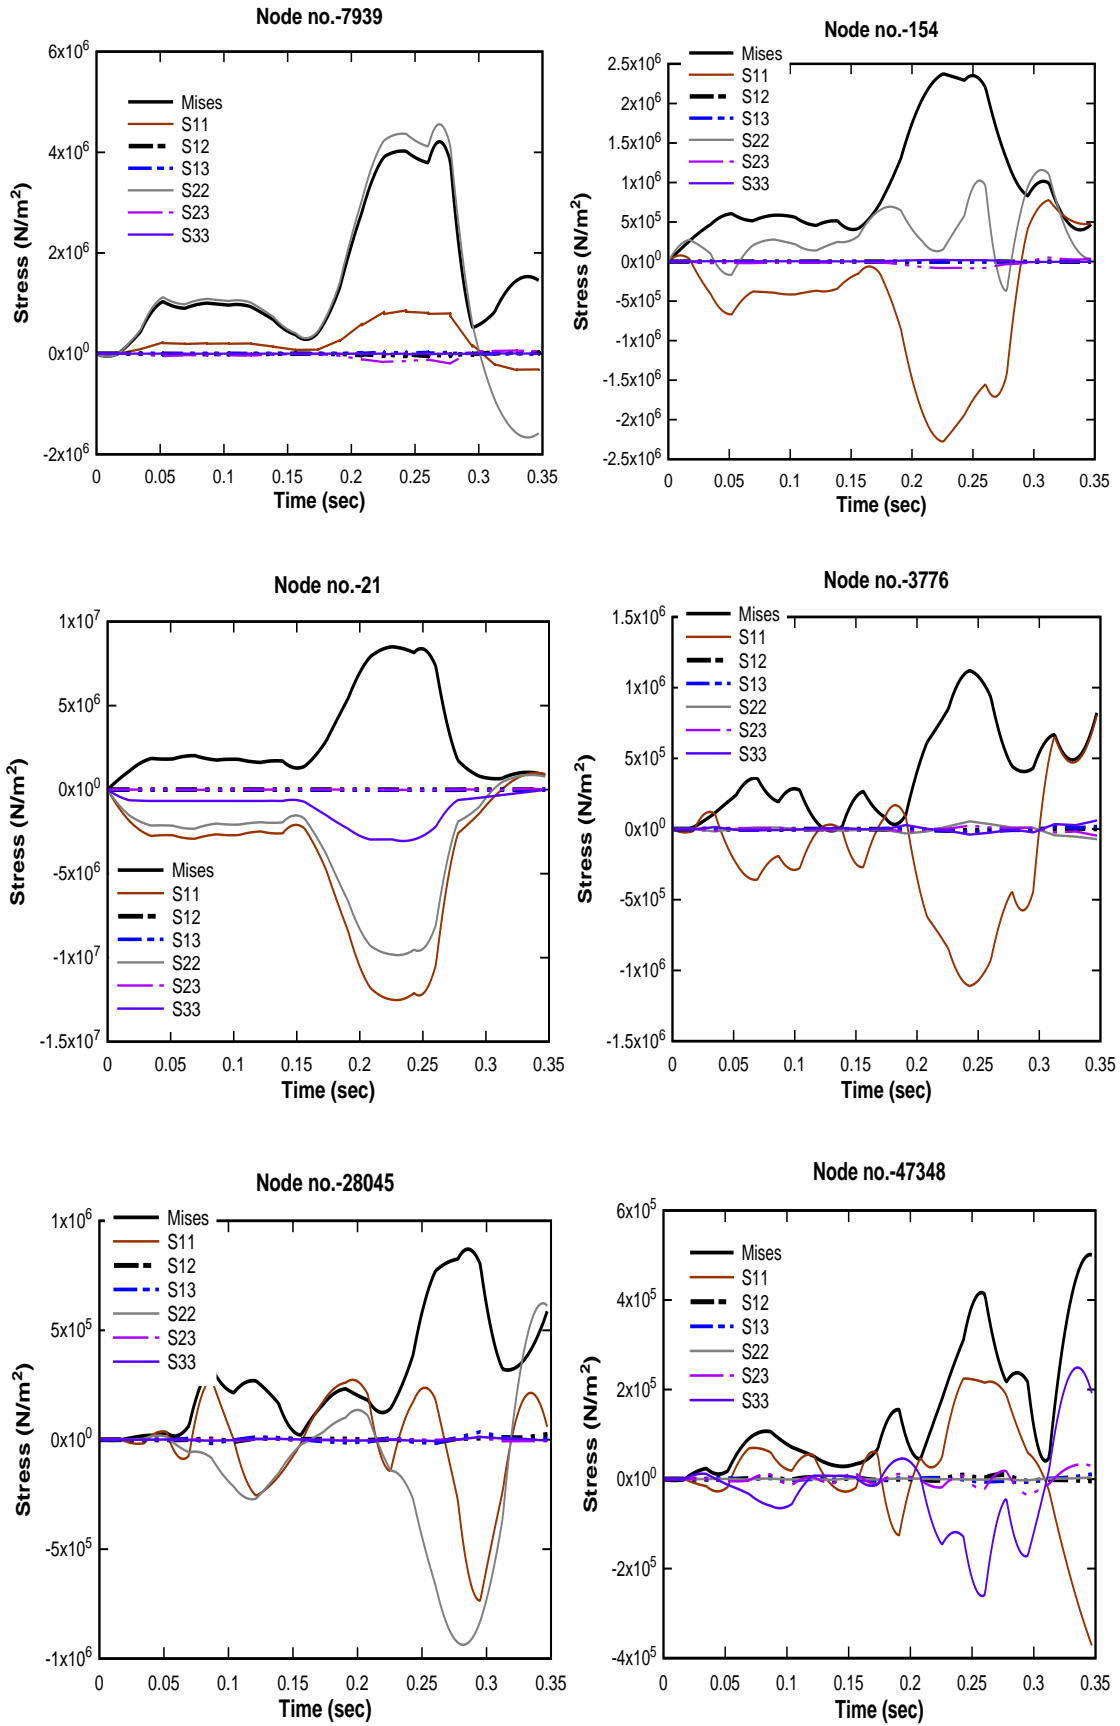 Node no.-7939
6x10^6
4x10^6
2x10^6
0x10^0
-2x10^6
Stress (N/m^2)
Mises
S11
S12
S13
S22
S23
S33
0 0.05 0.1 0.15 0.2 0.25 0.3 0.35
Time (sec)
Node no.-154
2.5x10^6
2x10^6
1.5x10^6
1x10^6
5x10^5
0x10^0
-5x10^5
-1x10^6
-1.5x10^6
-2x10^6
-2.5x10^6
Stress (N/m^2)
Mises
S11
S12
S13
S22
S23
S33
0 0.05 0.1 0.15 0.2 0.25 0.3 0.35
Time (sec)
Node no.-21
1x10^7
5x10^6
0x10^0
-5x10^6
-1x10^7
-1.5x10^7
Stress (N/m^2)
Mises
S11
S12
S13
S22
S23
S33
0 0.05 0.1 0.15 0.2 0.25 0.3 0.35
Time (sec)
Node no.-3776
1.5x10^6
1x10^6
5x10^5
0x10^0
-5x10^5
-1x10^6
-1.5x10^6
Stress (N/m^2)
Mises
S11
S12
S13
S22
S23
S33
0 0.05 0.1 0.15 0.2 0.25 0.3 0.35
Time (sec)
Node no.-28045
1x10^6
5x10^5
0x10^0
-5x10^5
-1x10^6
Stress (N/m^2)
Mises
S11
S12
S13
S22
S23
S33
0 0.05 0.1 0.15 0.2 0.25 0.3 0.35
Time (sec)
Node no.-47348
6x10^5
4x10^5
2x10^5
0x10^0
-2x10^5
-4x10^5
Stress (N/m^2)
Mises
S11
S12
S13
S22
S23
S33
0 0.05 0.1 0.15 0.2 0.25 0.3 0.35
Time (sec)